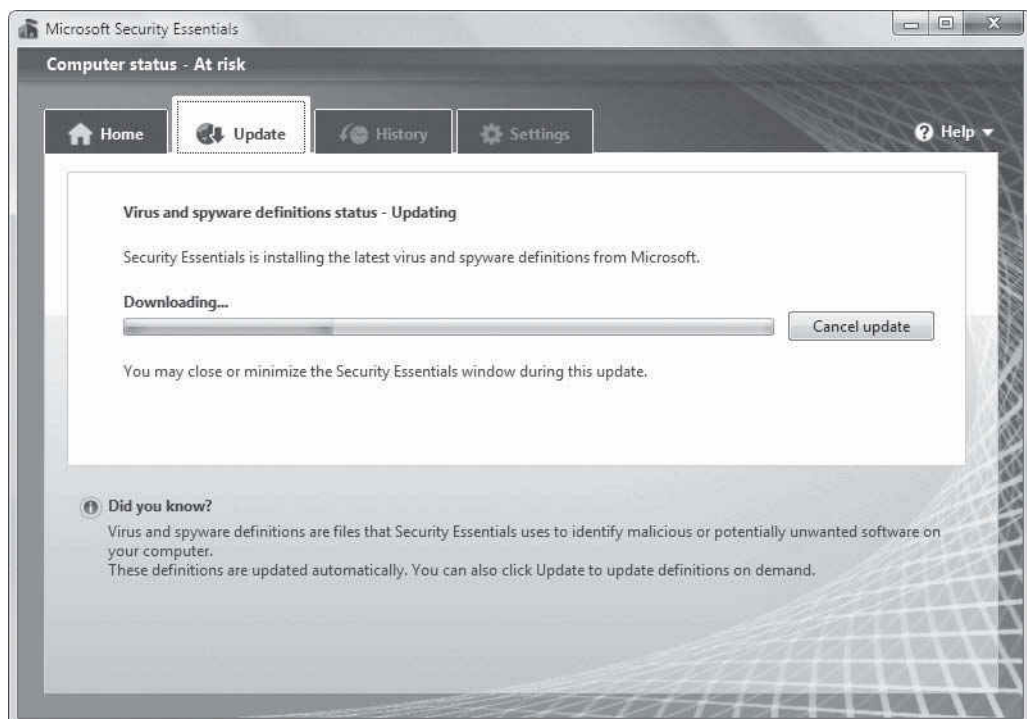 Microsoft Security Essentials
Computer status - At risk
Home
Update
History
Settings
Help
Virus and spyware definitions status - Updating
Security Essentials is installing the latest virus and spyware definitions from Microsoft.
Downloading...
Cancel update
You may close or minimize the Security Essentials window during this update.
Did you know?
Virus and spyware definitions are files that Security Essentials uses to identify malicious or potentially unwanted software on
your computer.
These definitions are updated automatically. You can also click Update to update definitions on demand.